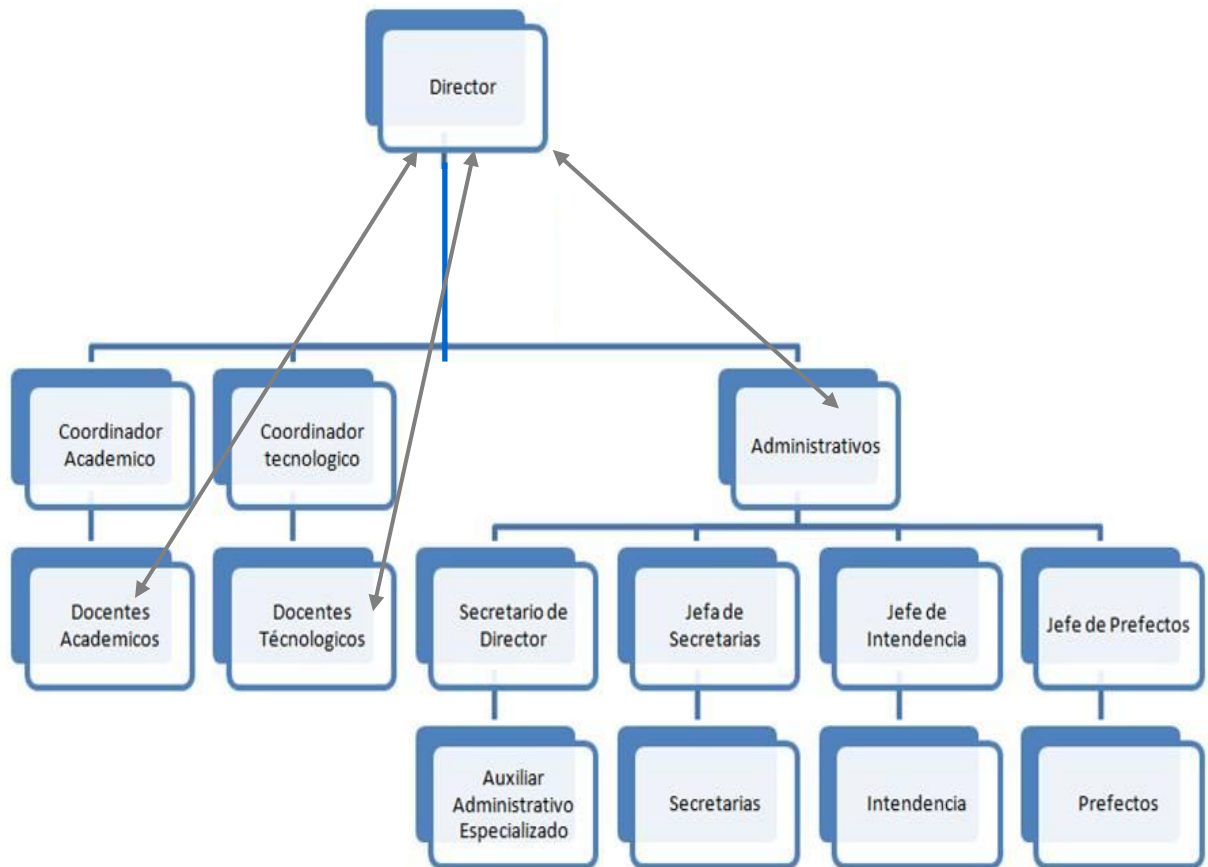 Director
Coordinador
Academico
Coordinador
tecnologico
Administrativos
Docentes
Academicos
Docentes
Técnologicos
Secretario de
Director
Jefa de
Secretarias
Jefe de
Intendencia
Jefe de Prefectos
Auxiliar
Administrativo
Especializado
Secretarias
Intendencia
Prefectos